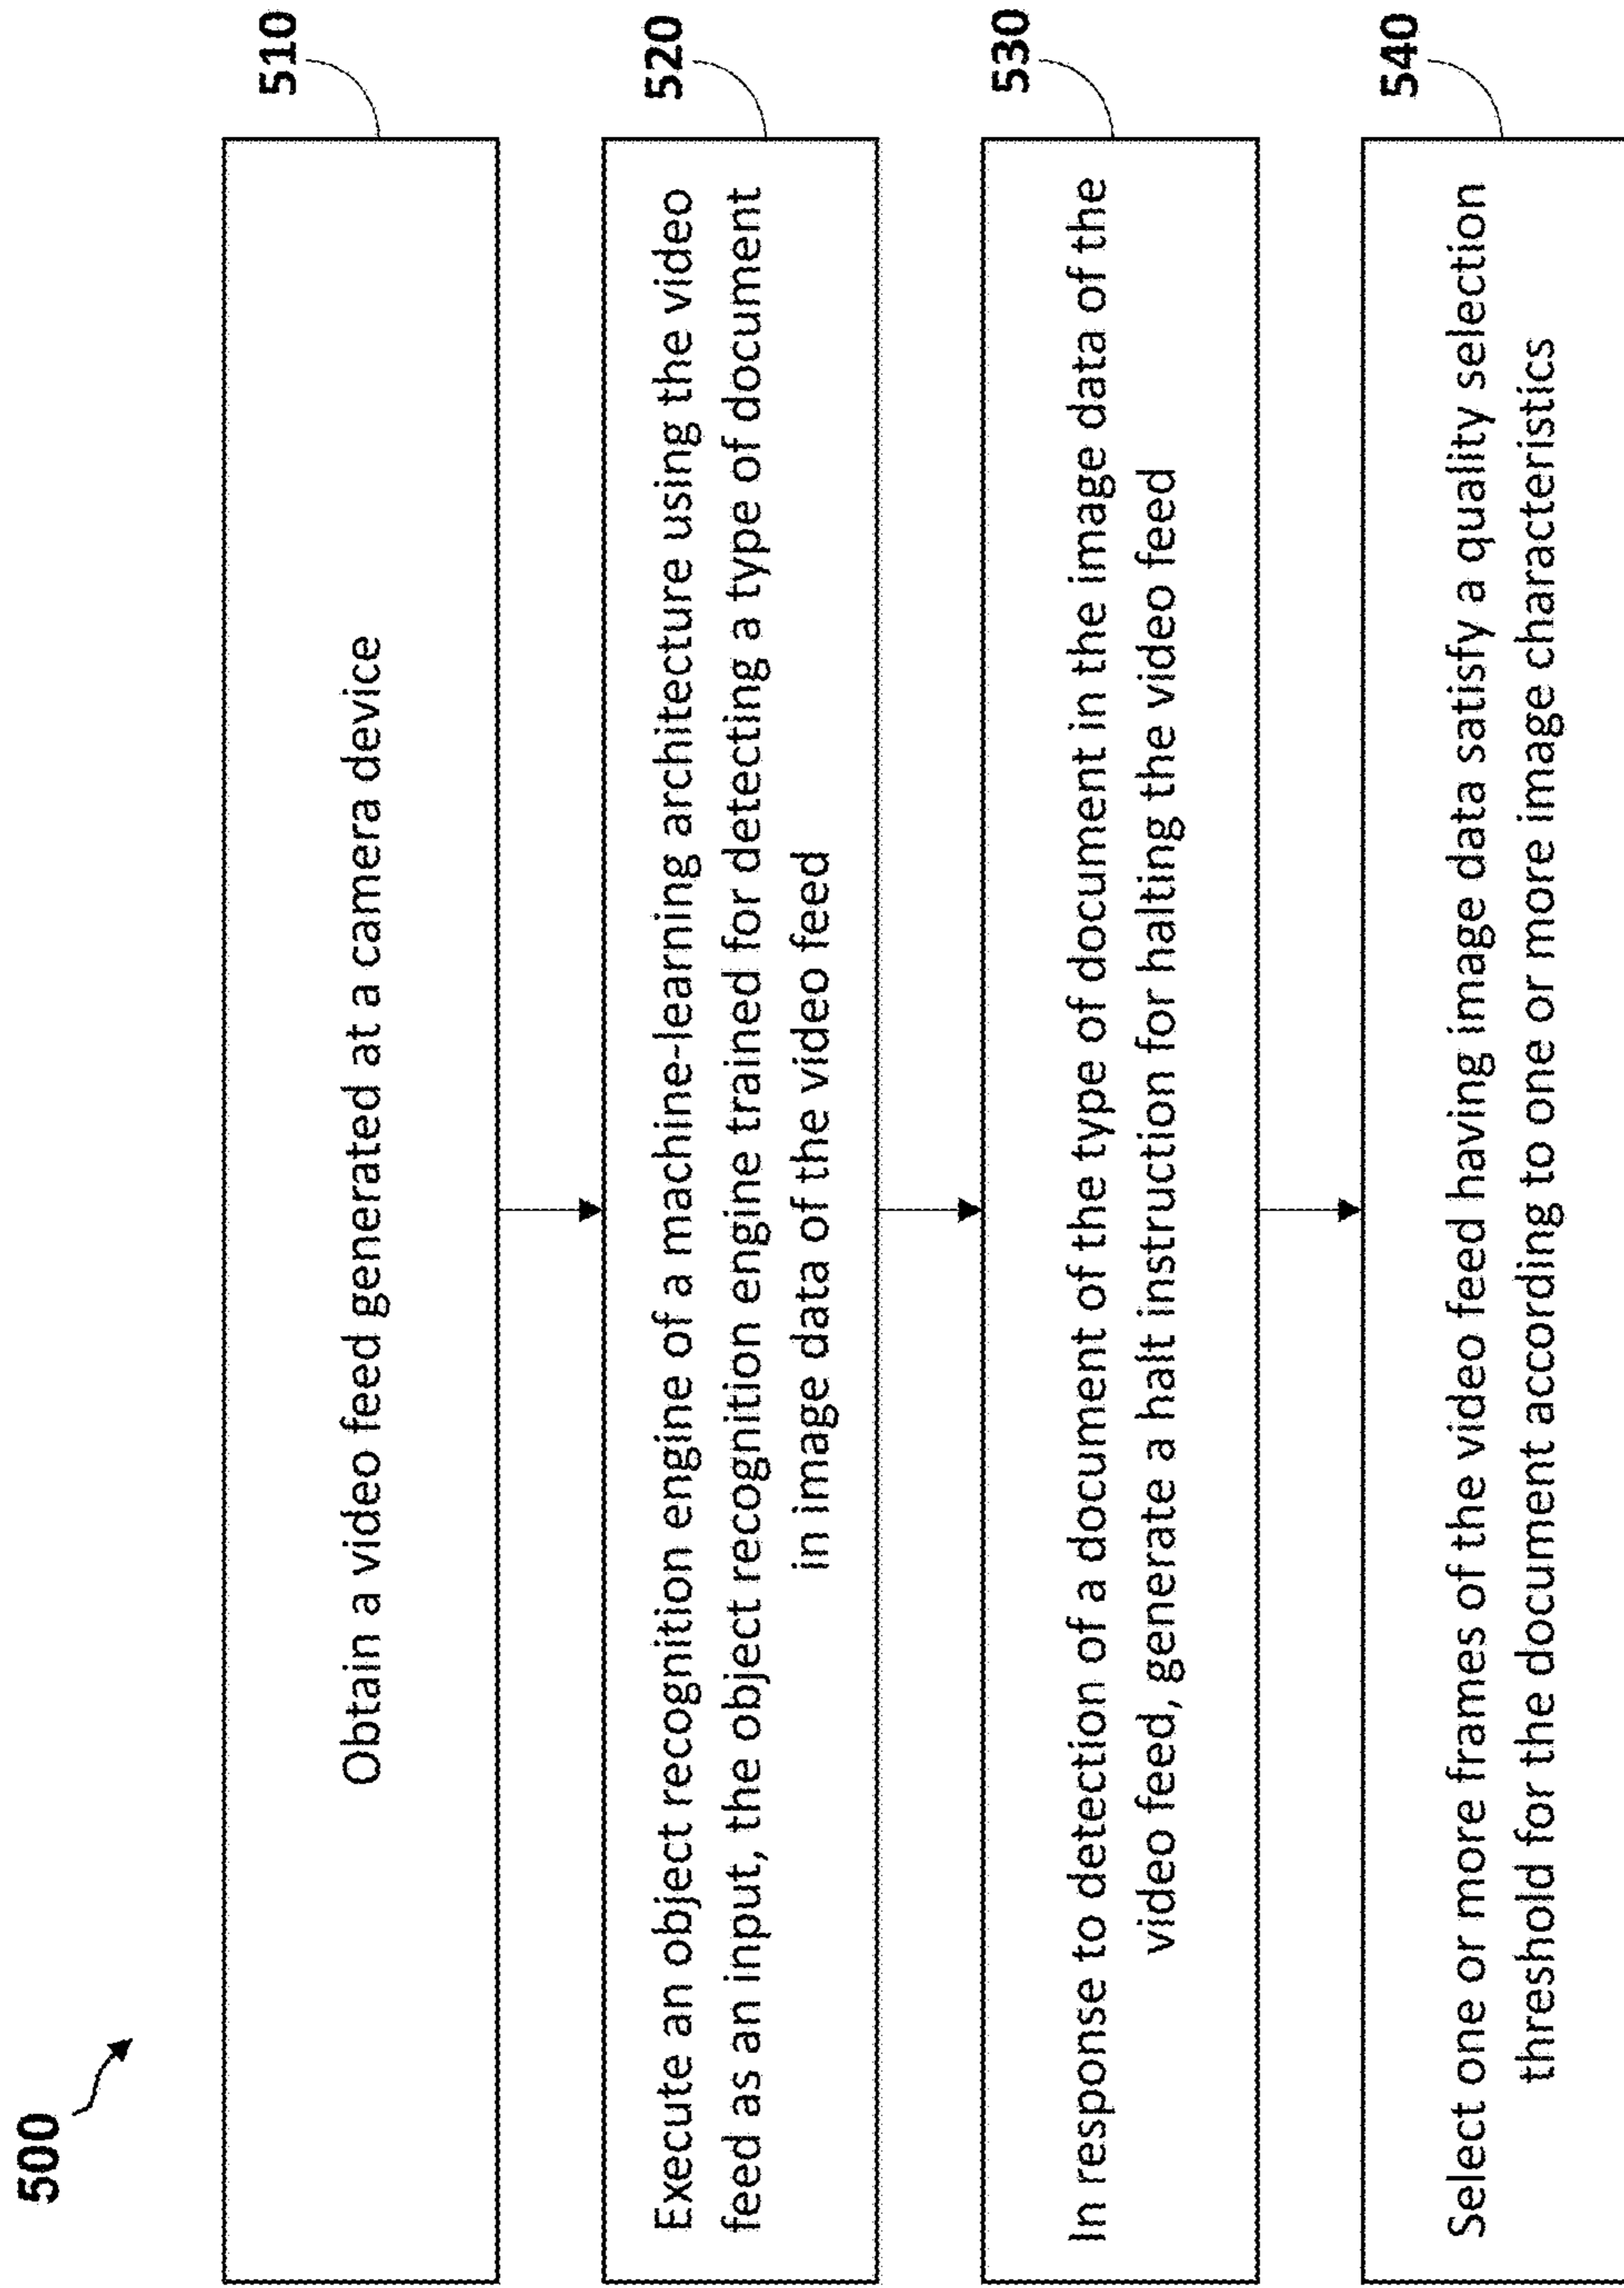 500
510
Obtain a video feed generated at a camera device
520
Execute an object recognition engine of a machine-learning architecture using the video
feed as an input, the object recognition engine trained for detecting a type of document
in image data of the video feed
530
In response to detection of a document of the type of document in the image data of the
video feed, generate a halt instruction for halting the video feed
540
Select one or more frames of the video feed having image data satisfy a quality selection
threshold for the document according to one or more image characteristics